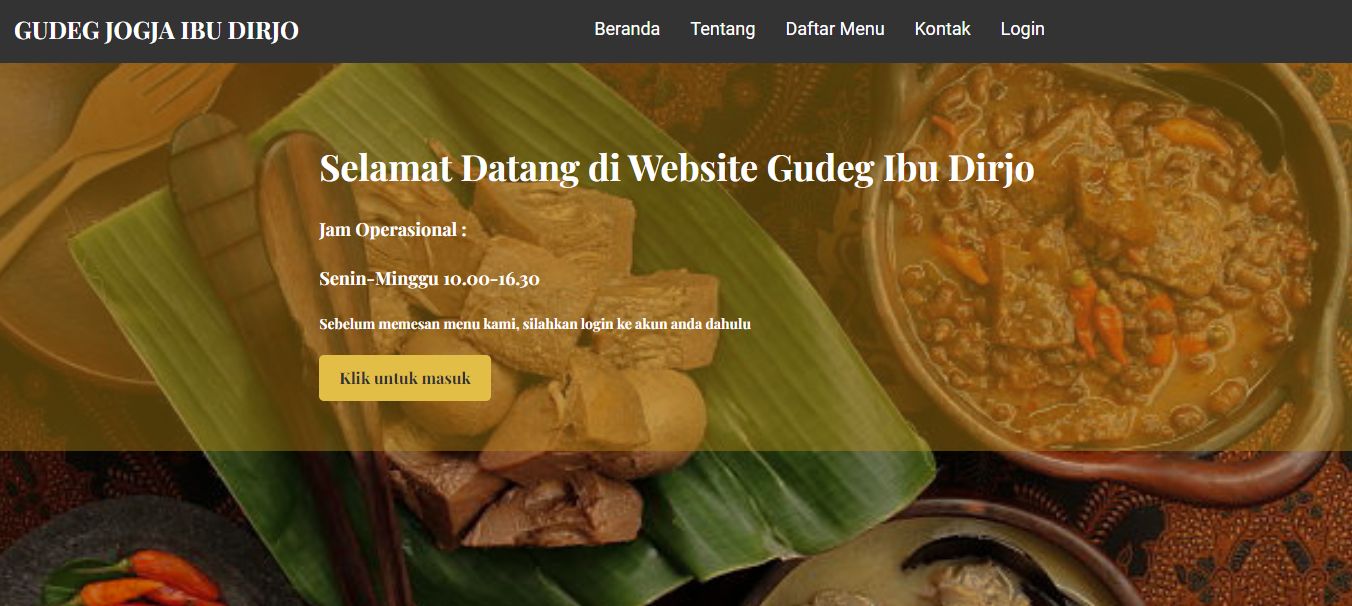 GUDEG JOGJA IBU DIRJO
Beranda Tentang Daftar Menu Kontak Login
Selamat Datang di Website Gudeg Ibu Dirjo
Jam Operasional :
Senin-Minggu 10.00-16.30
Sebelum memesan menu kami, silahkan login ke akun anda dahulu
Klik untuk masuk